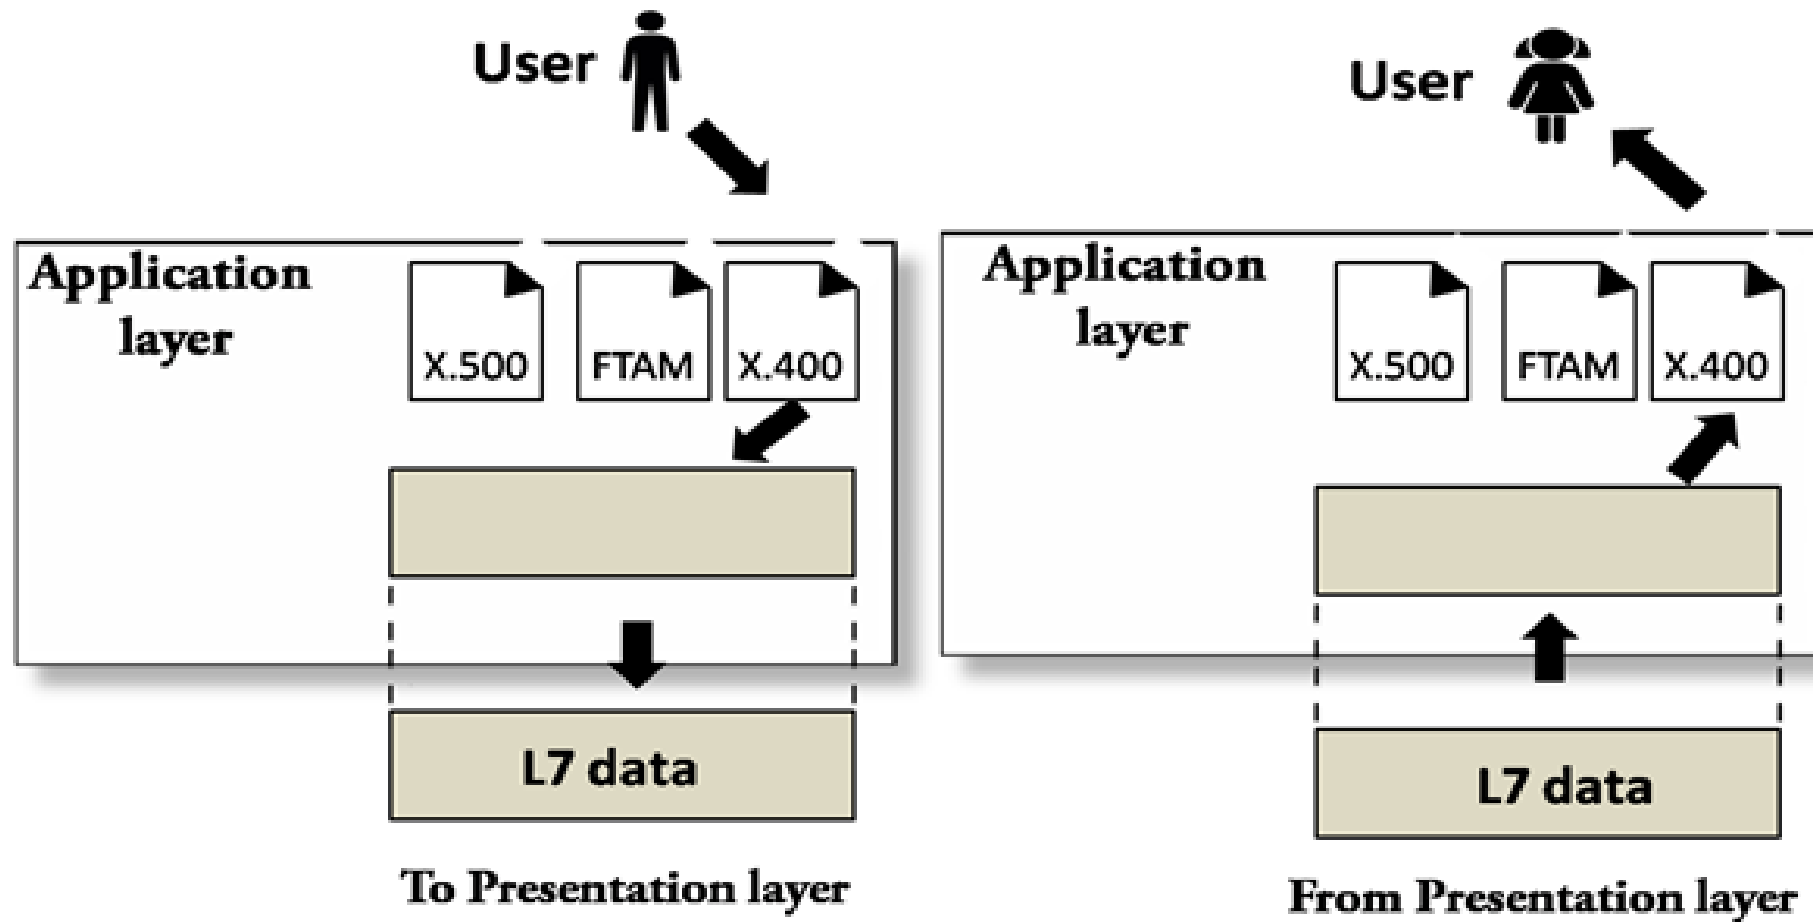 User
Application
layer
X.500 FTAM X.400
L7 data
To Presentation layer
User
Application
layer
X.500 FTAM X.400
L7 data
From Presentation layer